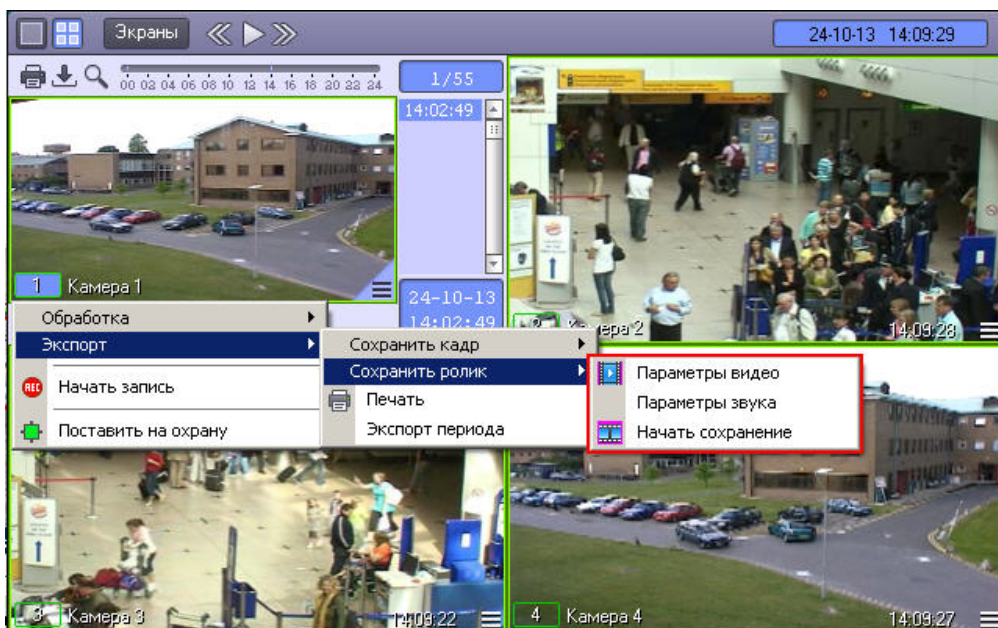 Экраны
24-10-13 14:09:29
00 02 04 06 08 10 12 14 16 18 20 22 24
1/55
14:02:49
1 Камера 1
24-10-13
14:02:49
2 Камера 2
14:09:28
Обработка
Экспорт
REC Начать запись
Поставить на охрану
Сохранить кадр
Сохранить ролик
Печать
Экспорт периода
Параметры видео
Параметры звука
Начать сохранение
3 Камера 3
14:09:22
4 Камера 4
14:09:27